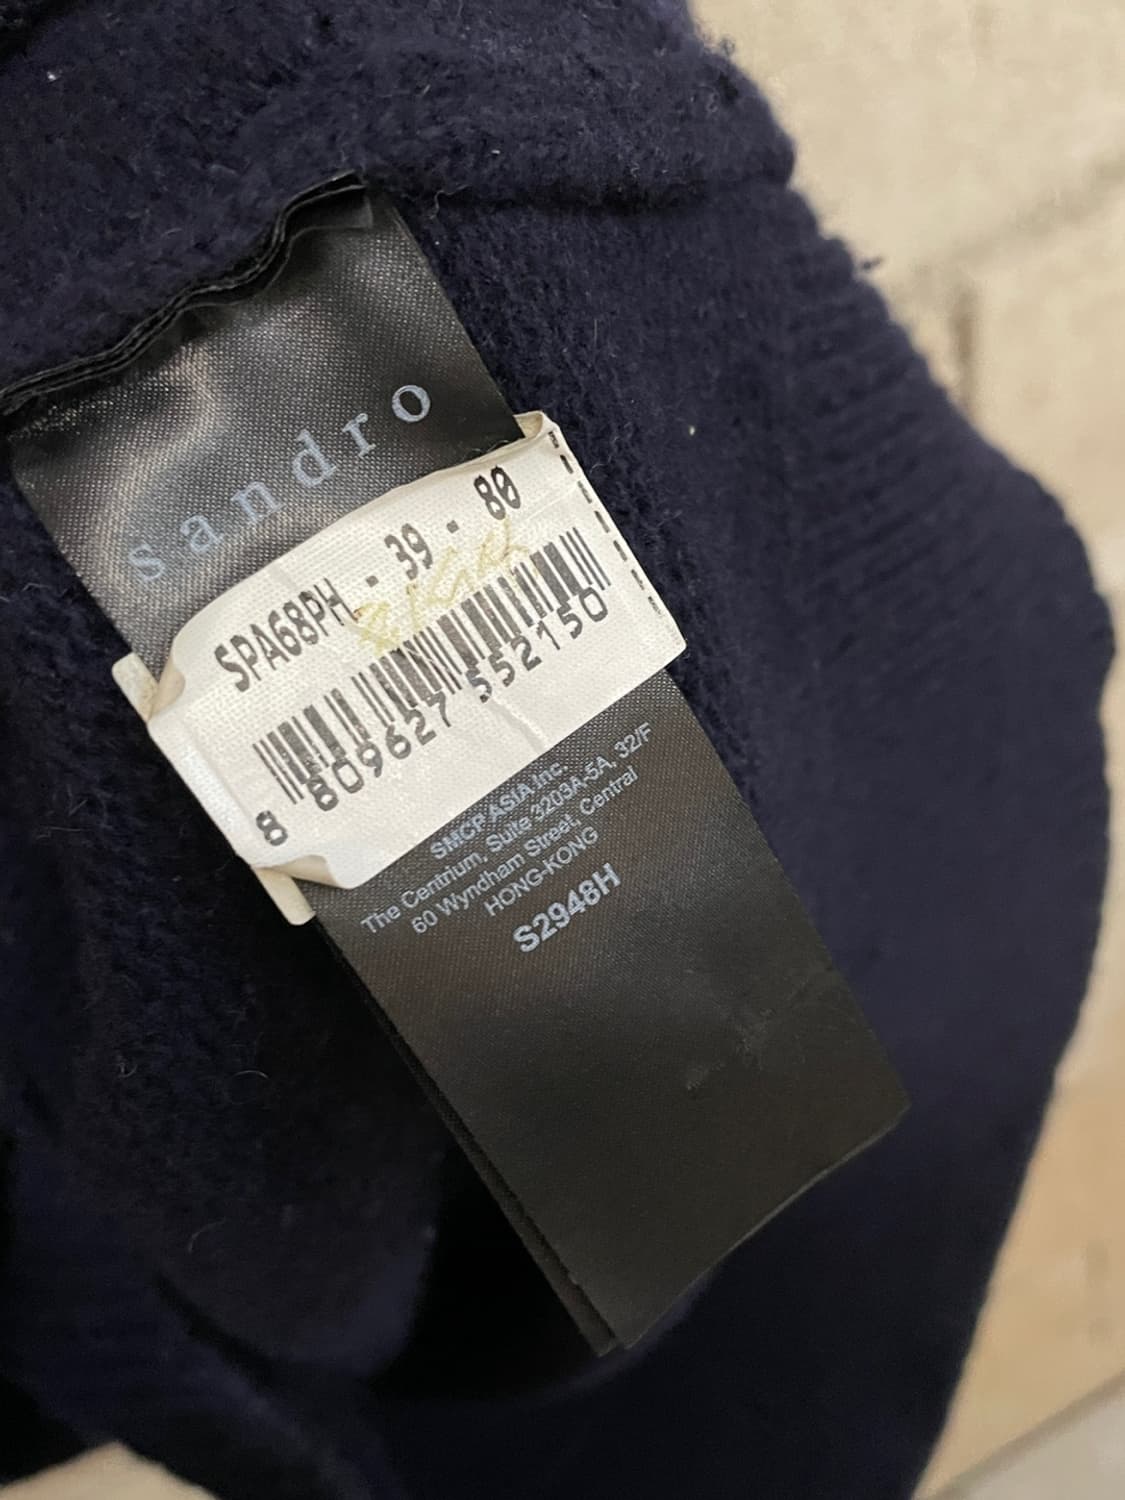 sandro
SPA68PH - 39 - 80
8 809627 552150
SMCP ASIA Inc.
The Centrium, Suite 3203A-5A, 32/F
60 Wyndham Street, Central
HONG-KONG
S2948H